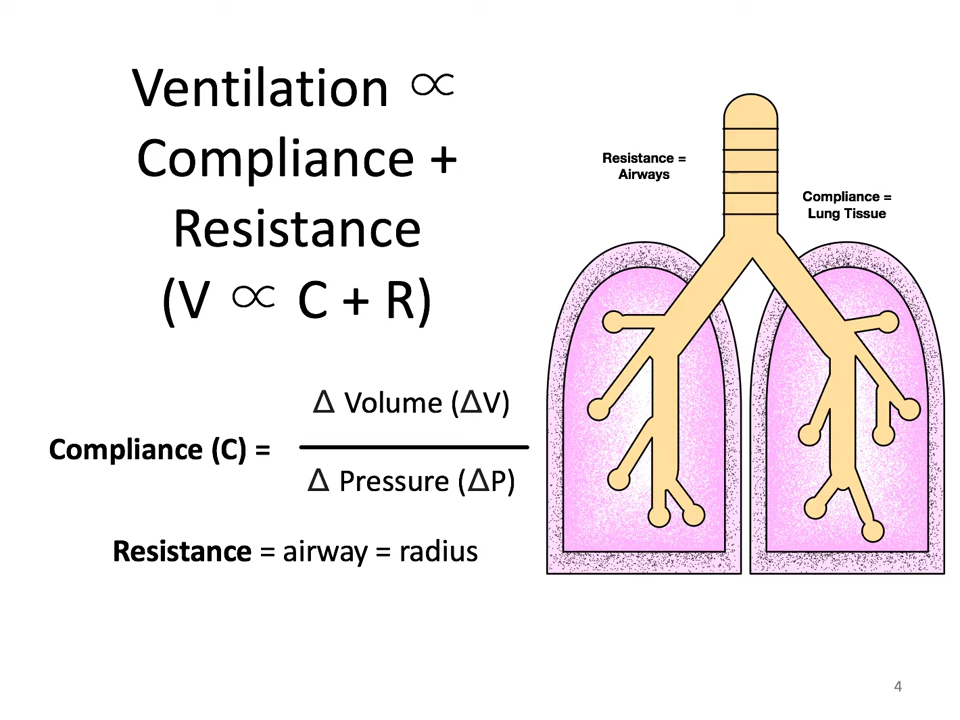 Ventilation ∝
Compliance +
Resistance
(V ∝ C + R)
Resistance =
Airways
Compliance =
Lung Tissue
Δ Volume (ΔV)
Compliance (C) =
Δ Pressure (ΔP)
Resistance = airway = radius
4